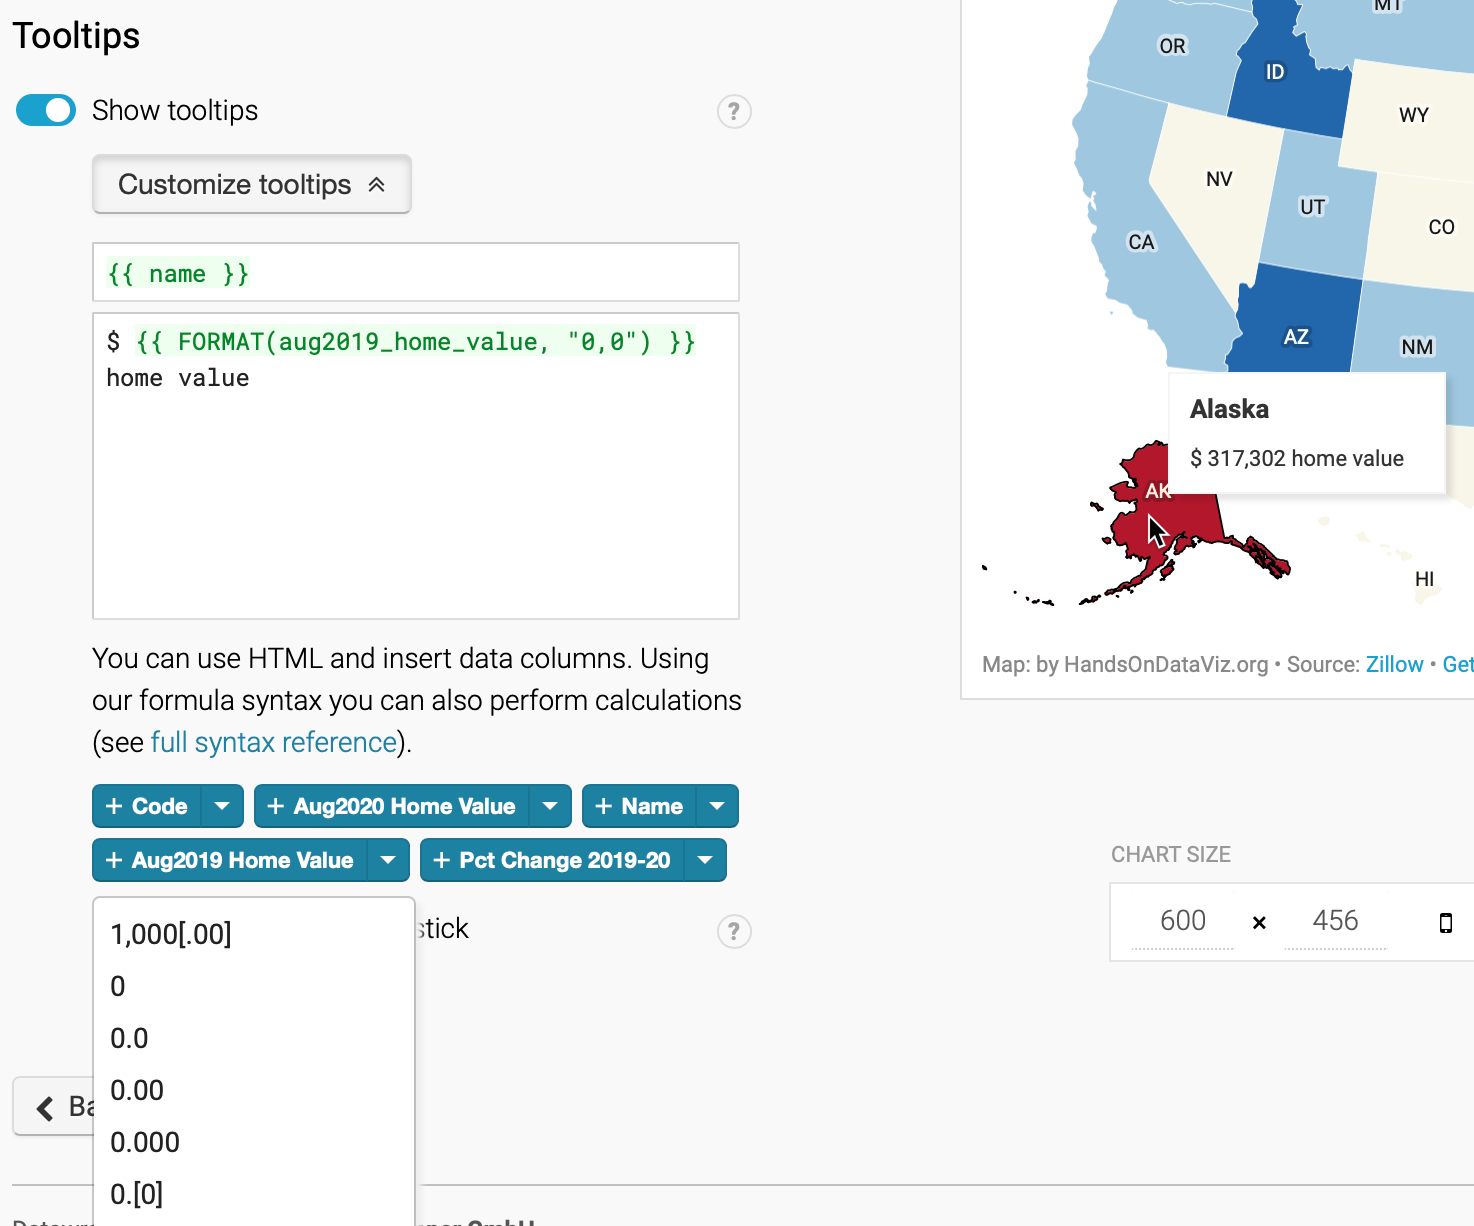 Tooltips
Show tooltips
?
Customize tooltips
{{ name }}
$ {{ FORMAT(aug2019_home_value, "0,0") }}
home value
You can use HTML and insert data columns. Using
our formula syntax you can also perform calculations
(see full syntax reference).
+ Code
+ Aug2020 Home Value
+ Name
+ Aug2019 Home Value
+ Pct Change 2019-20
1,000[.00]
0
0.0
0.00
0.000
0.[0]
stick
?
MT
OR
ID
WY
NV
UT
CO
CA
AZ
NM
Alaska
$ 317,302 home value
AK
HI
Map: by HandsOnDataViz.org • Source: Zillow • Get
CHART SIZE
600 × 456